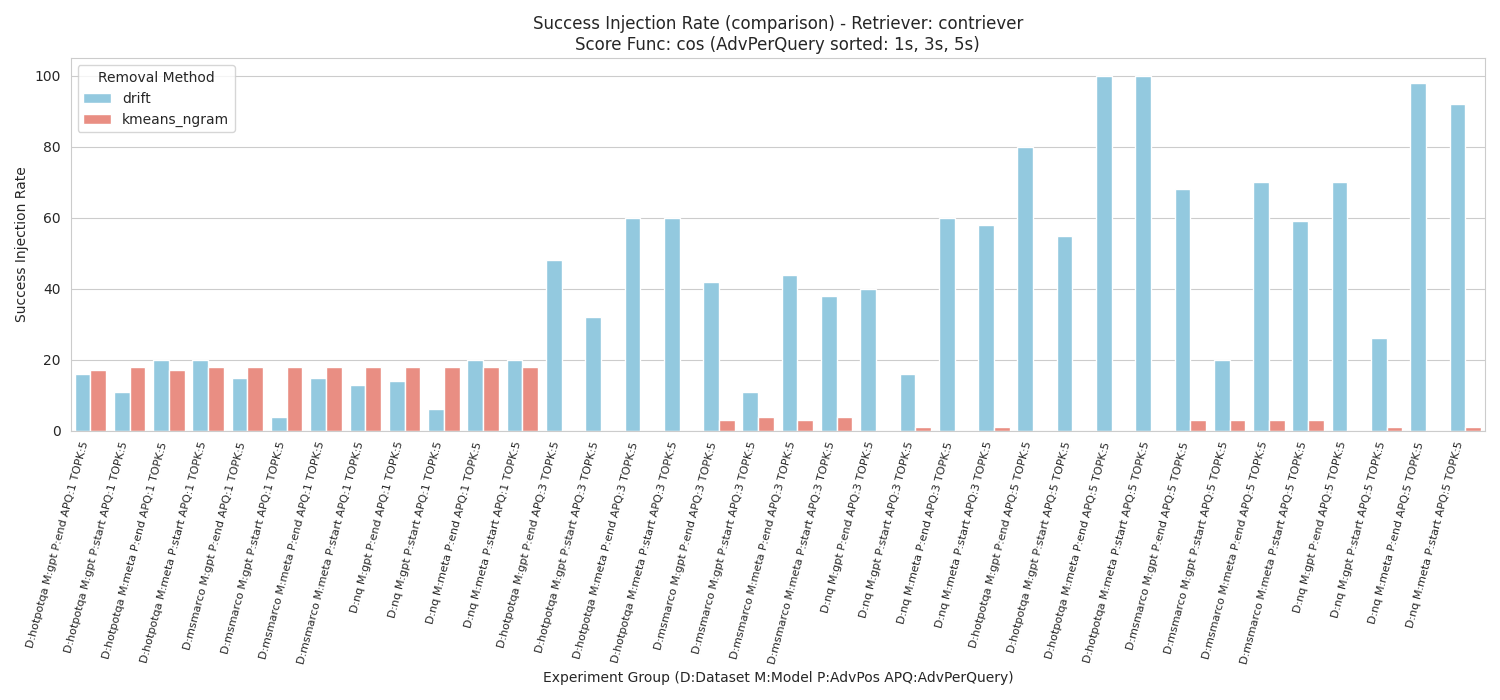 Success Injection Rate (comparison) - Retriever: contriever
Score Func: cos (AdvPerQuery sorted: 1s, 3s, 5s)
Removal Method
drift
kmeans_ngram
Success Injection Rate
100
80
60
40
20
0
D:hotpotqa M:gpt P:end APQ:1 TOPK:5
D:hotpotqa M:gpt P:start APQ:1 TOPK:5
D:hotpotqa M:meta P:end APQ:1 TOPK:5
D:hotpotqa M:meta P:start APQ:1 TOPK:5
D:msmarco M:gpt P:end APQ:1 TOPK:5
D:msmarco M:gpt P:start APQ:1 TOPK:5
D:msmarco M:meta P:end APQ:1 TOPK:5
D:msmarco M:meta P:start APQ:1 TOPK:5
D:nq M:gpt P:end APQ:1 TOPK:5
D:nq M:gpt P:start APQ:1 TOPK:5
D:nq M:meta P:end APQ:1 TOPK:5
D:nq M:meta P:start APQ:1 TOPK:5
D:hotpotqa M:gpt P:end APQ:3 TOPK:5
D:hotpotqa M:gpt P:start APQ:3 TOPK:5
D:hotpotqa M:meta P:end APQ:3 TOPK:5
D:hotpotqa M:meta P:start APQ:3 TOPK:5
D:msmarco M:gpt P:end APQ:3 TOPK:5
D:msmarco M:gpt P:start APQ:3 TOPK:5
D:msmarco M:meta P:end APQ:3 TOPK:5
D:msmarco M:meta P:start APQ:3 TOPK:5
D:nq M:gpt P:end APQ:3 TOPK:5
D:nq M:gpt P:start APQ:3 TOPK:5
D:nq M:meta P:end APQ:3 TOPK:5
D:nq M:meta P:start APQ:3 TOPK:5
D:hotpotqa M:gpt P:end APQ:5 TOPK:5
D:hotpotqa M:gpt P:start APQ:5 TOPK:5
D:hotpotqa M:meta P:end APQ:5 TOPK:5
D:hotpotqa M:meta P:start APQ:5 TOPK:5
D:msmarco M:gpt P:end APQ:5 TOPK:5
D:msmarco M:gpt P:start APQ:5 TOPK:5
D:msmarco M:meta P:end APQ:5 TOPK:5
D:msmarco M:meta P:start APQ:5 TOPK:5
D:nq M:gpt P:end APQ:5 TOPK:5
D:nq M:gpt P:start APQ:5 TOPK:5
D:nq M:meta P:end APQ:5 TOPK:5
D:nq M:meta P:start APQ:5 TOPK:5
Experiment Group (D:Dataset M:Model P:AdvPos APQ:AdvPerQuery)